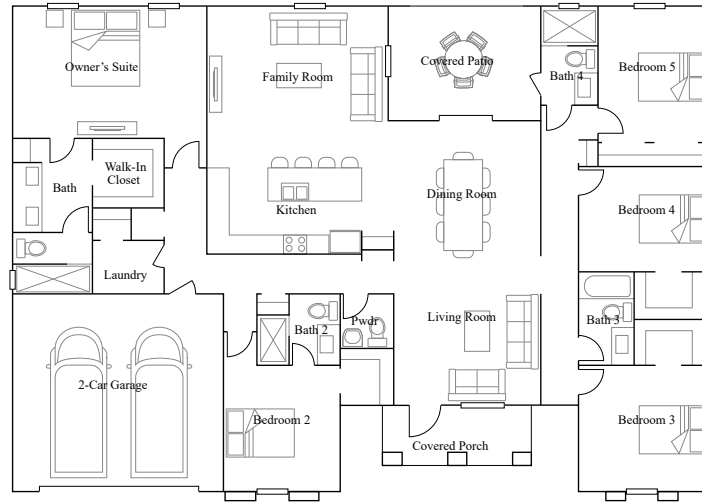 Owner's Suite
Family Room
Covered Patio
Bath 4
Bedroom 5
Walk-In
Closet
Bath
Kitchen
Dining Room
Bedroom 4
Laundry
Bath 2
Pwdr
Living Room
Bath 3
2-Car Garage
Bedroom 2
Covered Porch
Bedroom 3